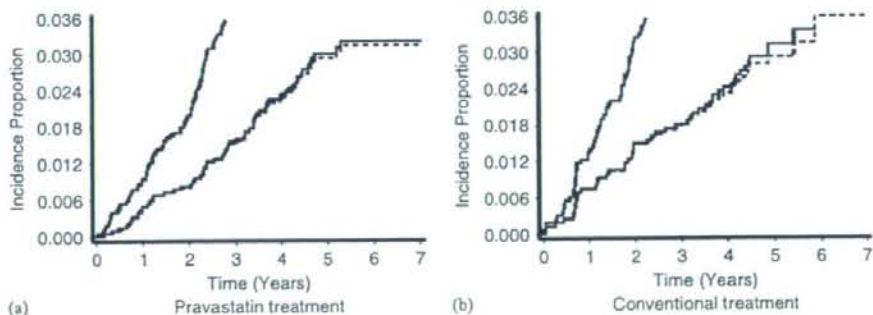 Incidence Proportion
0.036
0.030
0.024
0.018
0.012
0.006
0.000
0 1 2 3 4 5 6 7
Time (Years)
(a) Pravastatin treatment
Incidence Proportion
0.036
0.030
0.024
0.018
0.012
0.006
0.000
0 1 2 3 4 5 6 7
Time (Years)
(b) Conventional treatment